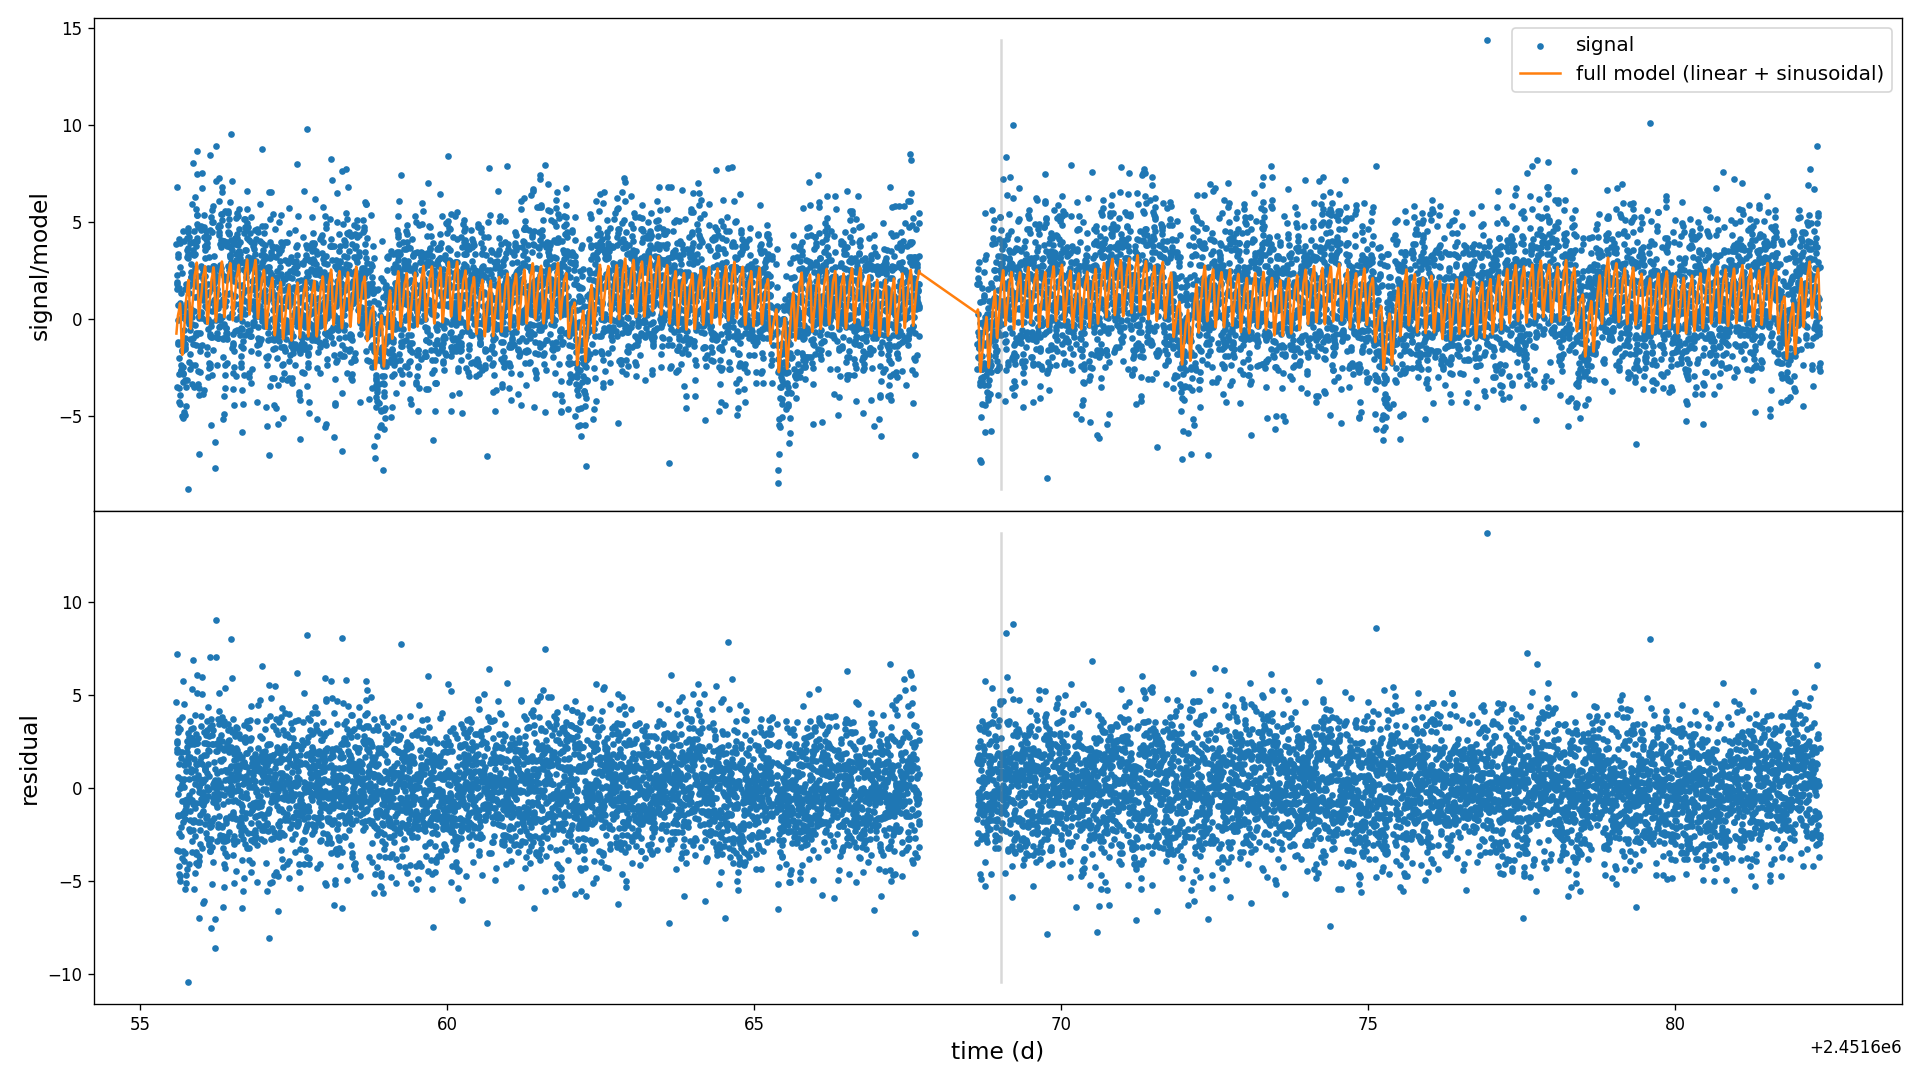 signal
full model (linear + sinusoidal)
signal/model
15
10
5
0
−5
residual
10
5
0
−5
−10
55
60
65
70
75
80
time (d)
+2.4516e6